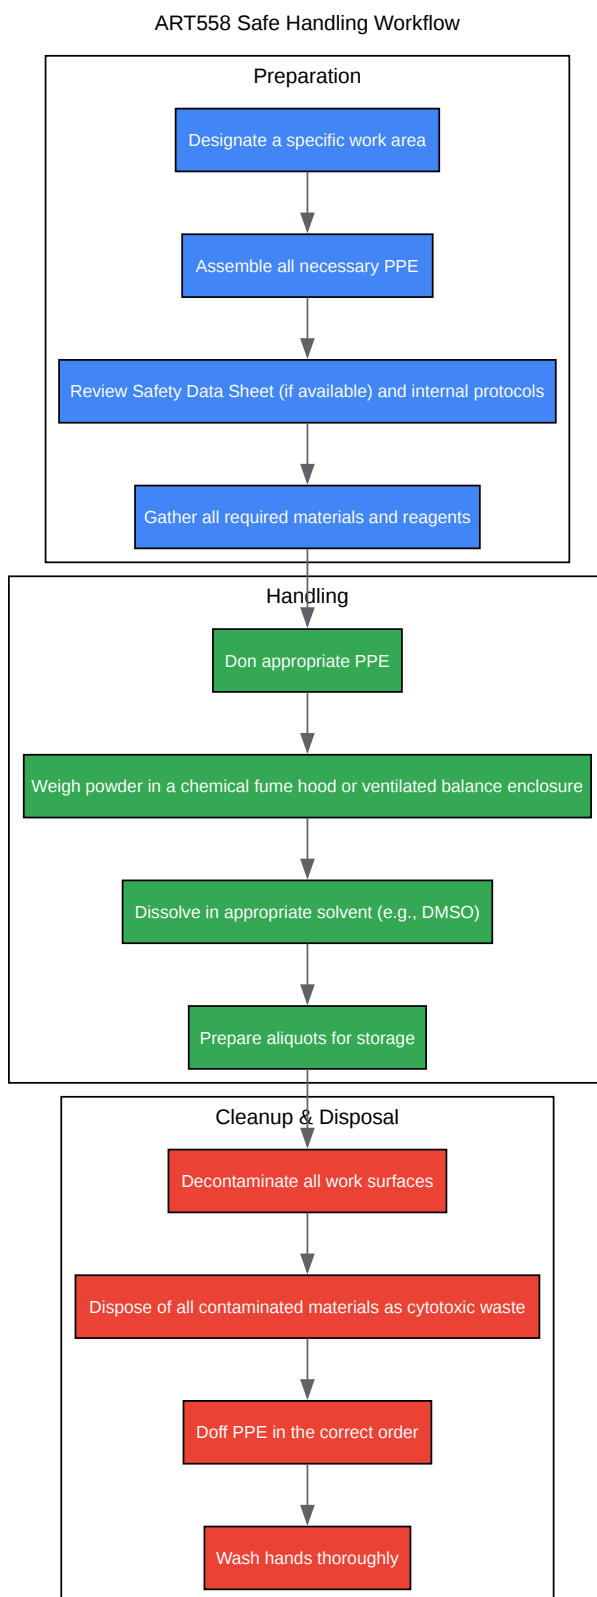 ART558 Safe Handling Workflow
Preparation
Designate a specific work area
Assemble all necessary PPE
Review Safety Data Sheet (if available) and internal protocols
Gather all required materials and reagents
Handling
Don appropriate PPE
Weigh powder in a chemical fume hood or ventilated balance enclosure
Dissolve in appropriate solvent (e.g., DMSO)
Prepare aliquots for storage
Cleanup & Disposal
Decontaminate all work surfaces
Dispose of all contaminated materials as cytotoxic waste
Doff PPE in the correct order
Wash hands thoroughly